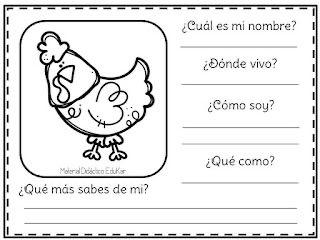 ¿Cuál es mi nombre?
¿Dónde vivo?
¿Cómo soy?
¿Qué como?
Material Didáctico EduKar
¿Qué más sabes de mi?